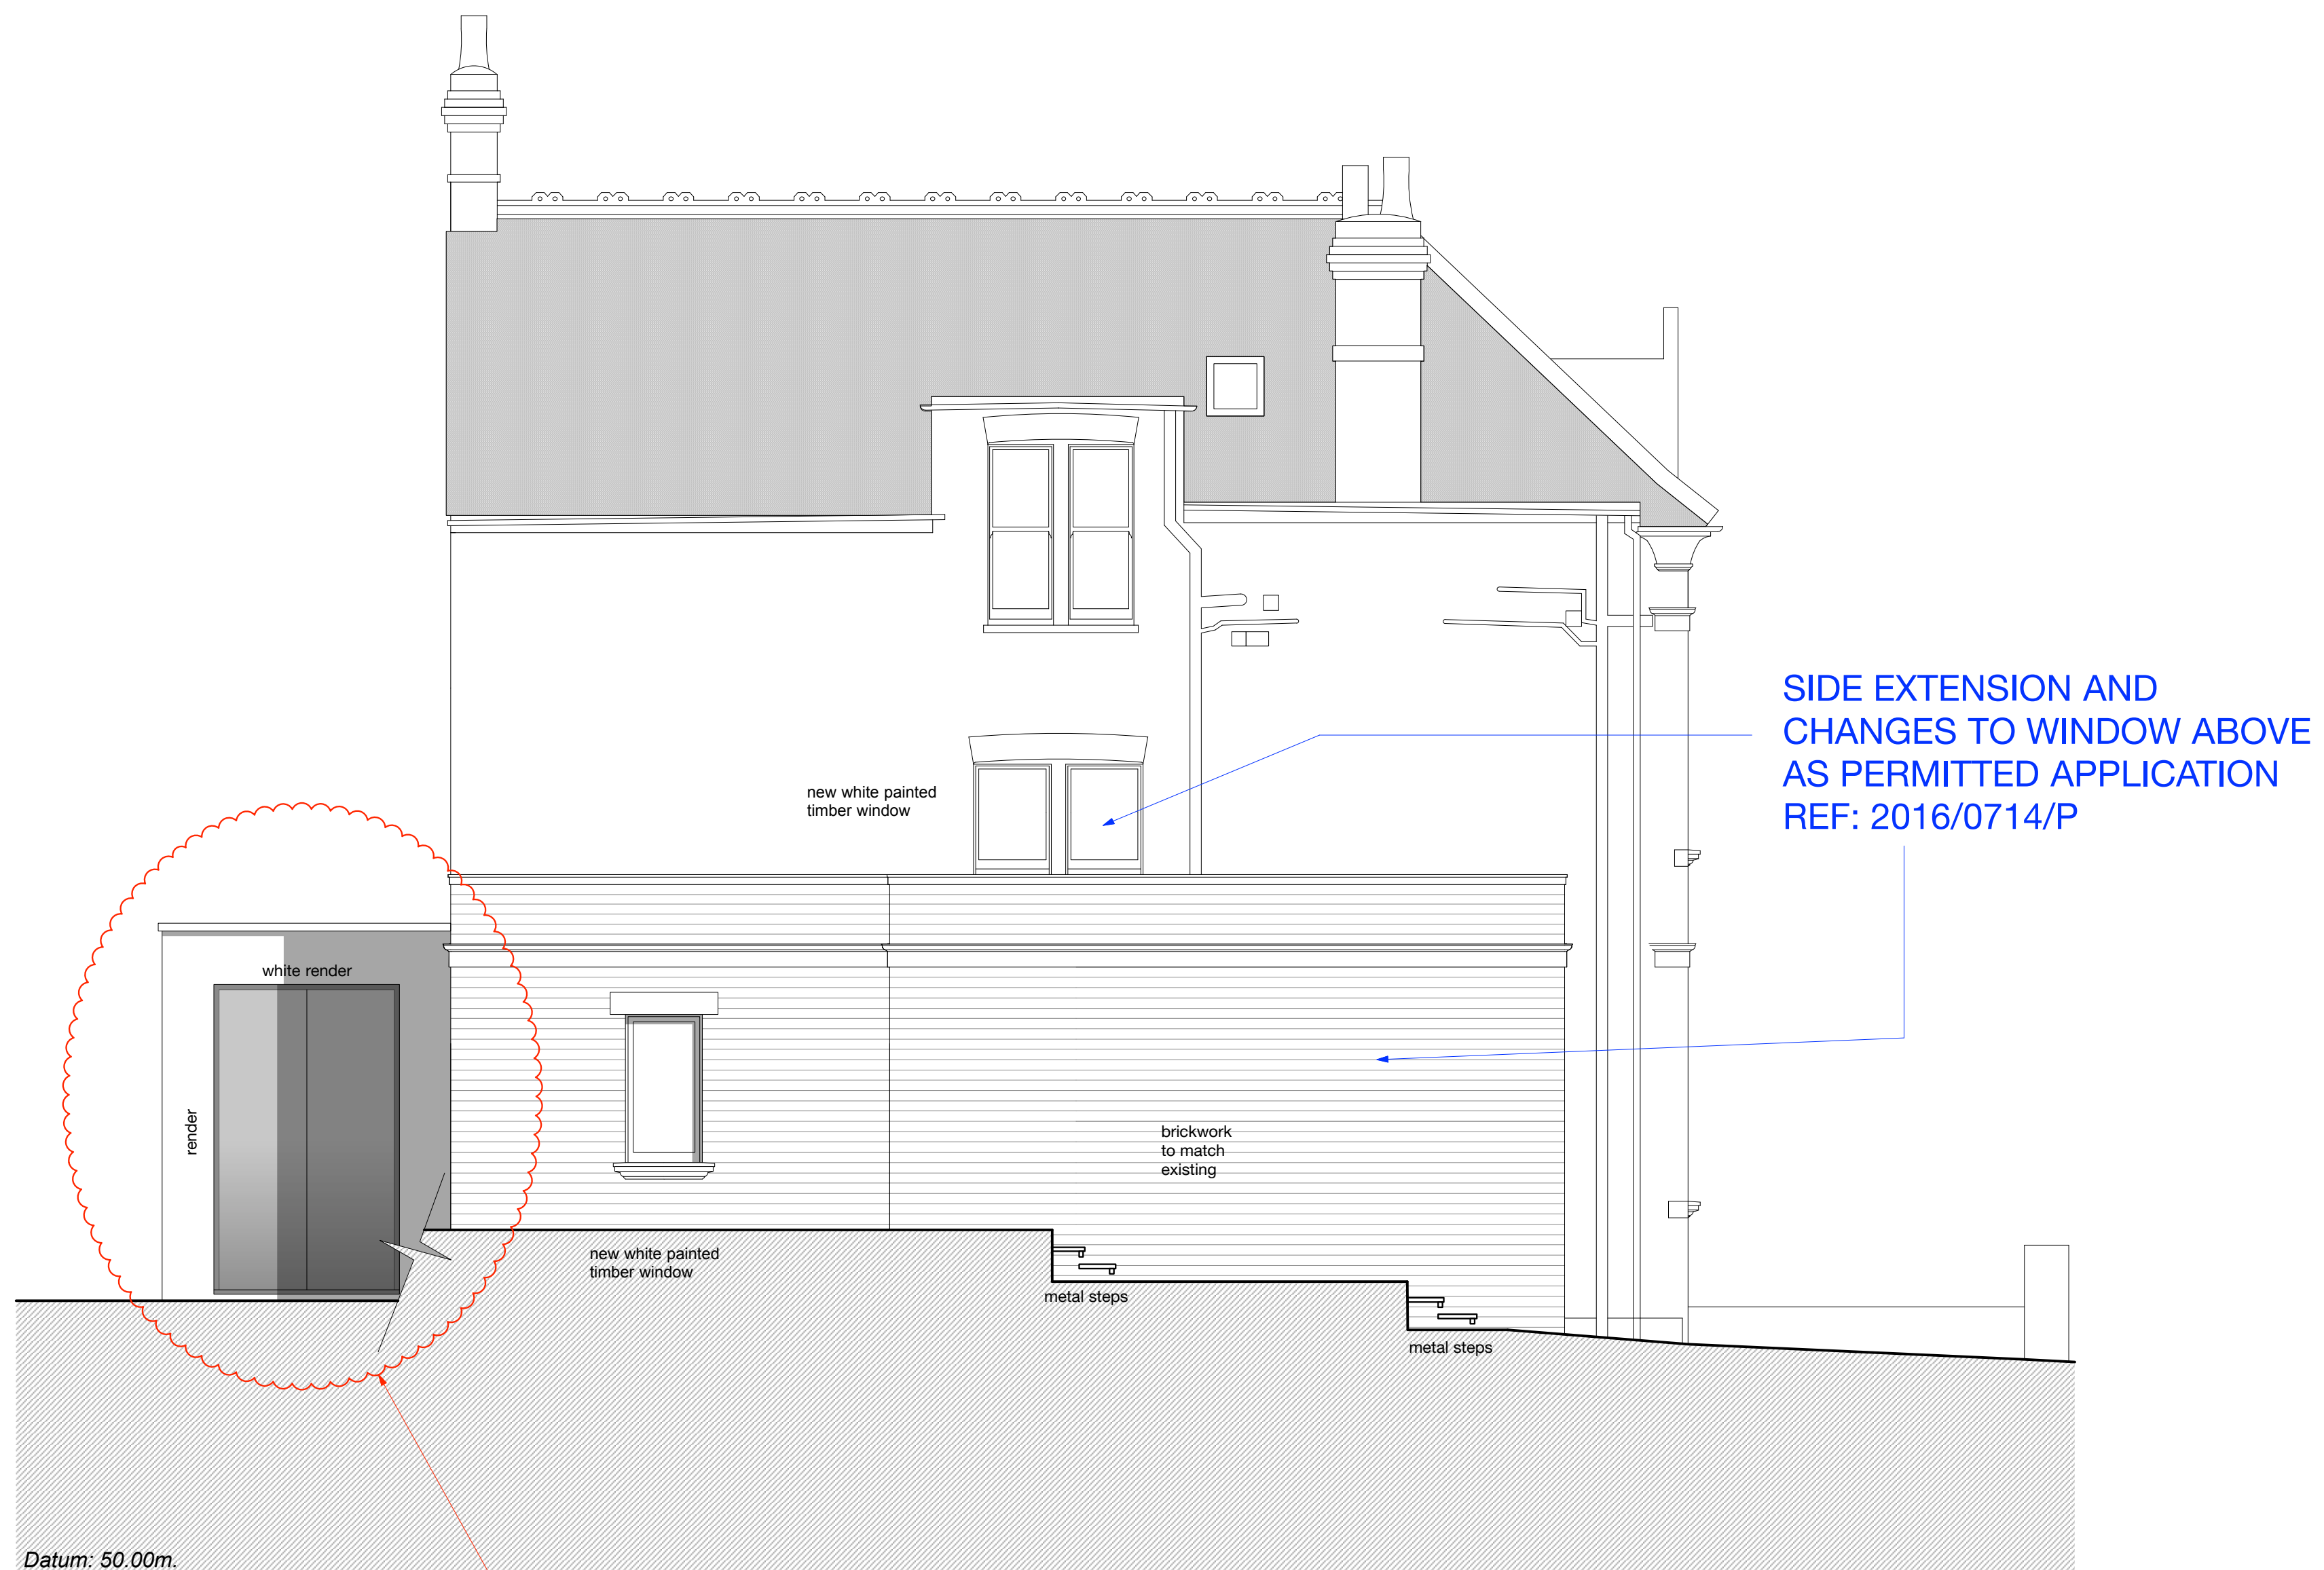 SIDE EXTENSION AND
CHANGES TO WINDOW ABOVE
AS PERMITTED APPLICATION
REF: 2016/0714/P
new white painted
timber window
white render
render
brickwork
to match
existing
new white painted
timber window
metal steps
metal steps
Datum: 50.00m.